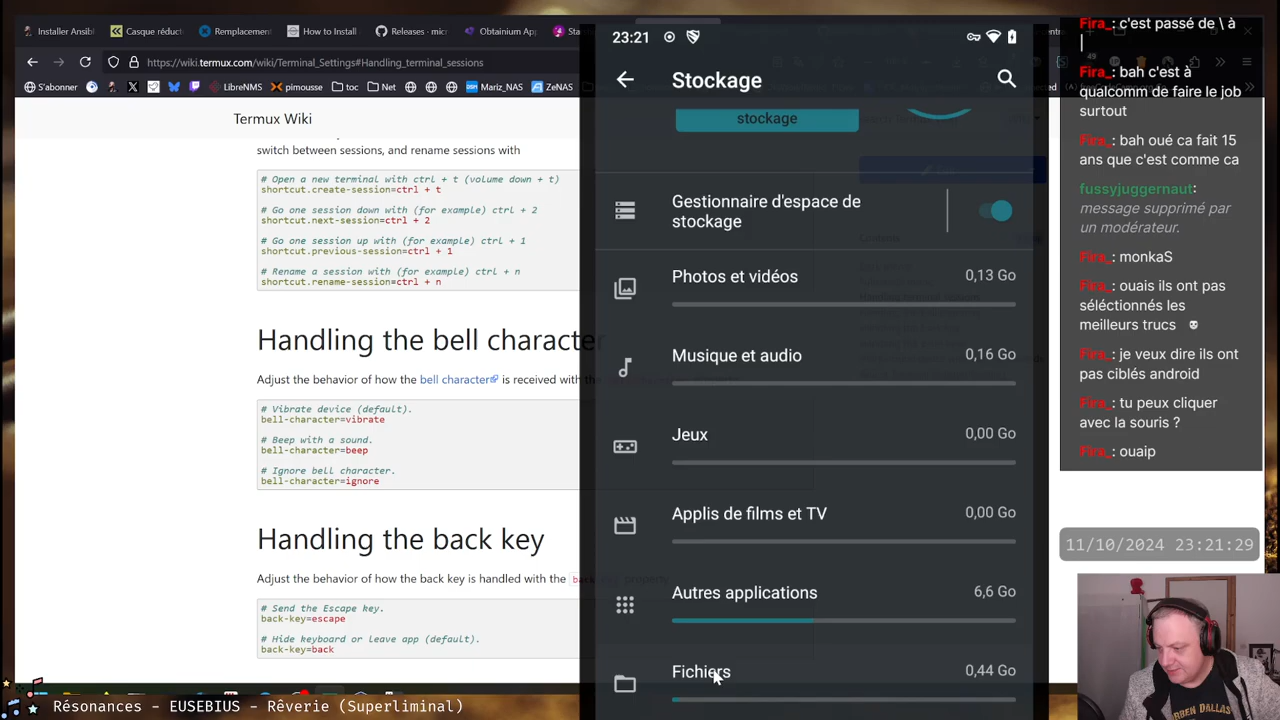 Installer Ansibl
Casque réduct
Remplacement
How to Install
Releases · micr
Obtainium App
https://wiki.termux.com/wiki/Terminal_Settings#Handling_terminal_sessions
S'abonner
LibreNMS
plmousse
toc
Net
Mariz_NAS
ZeNAS
Termux Wiki
switch between sessions, and rename sessions with
# Open a new terminal with ctrl + t (volume down + t)
shortcut.create-session=ctrl + t
# Go one session down with (for example) ctrl + 2
shortcut.next-session=ctrl + 2
# Go one session up with (for example) ctrl + 1
shortcut.previous-session=ctrl + 1
# Rename a session with (for example) ctrl + n
shortcut.rename-session=ctrl + n
Handling the bell character
Adjust the behavior of how the bell character is received with the
# Vibrate device (default).
bell-character=vibrate
# Beep with a sound.
bell-character=beep
# Ignore bell character.
bell-character=ignore
Handling the back key
Adjust the behavior of how the back key is handled with the back-key property
# Send the Escape key.
back-key=escape
# Hide keyboard or leave app (default).
back-key=back
23:21
Stockage
stockage
Gestionnaire d'espace de
stockage
Photos et vidéos
0,13 Go
Musique et audio
0,16 Go
Jeux
0,00 Go
Applis de films et TV
0,00 Go
Autres applications
6,6 Go
Fichiers
0,44 Go
Fira_: c'est passé de \ à
|
Fira_: bah c'est à
qualcomm de faire le job
surtout
Fira_: bah oué ca fait 15
ans que c'est comme ca
fussyjuggernaut:
message supprimé par
un modérateur.
Fira_: monkaS
Fira_: ouais ils ont pas
séléctionnés les
meilleurs trucs
Fira_: je veux dire ils ont
pas ciblés android
Fira_: tu peux cliquer
avec la souris ?
Fira_: ouaip
11/10/2024 23:21:29
Résonances - EUSEBIUS - Rêverie (Superliminal)